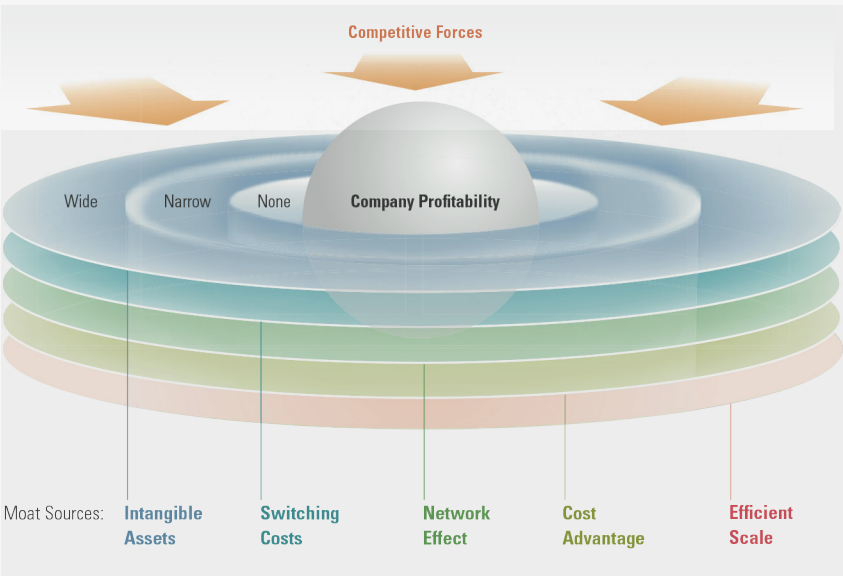 Competitive Forces
Wide Narrow None Company Profitability
Moat Sources: Intangible Assets
Switching Costs
Network Effect
Cost Advantage
Efficient Scale